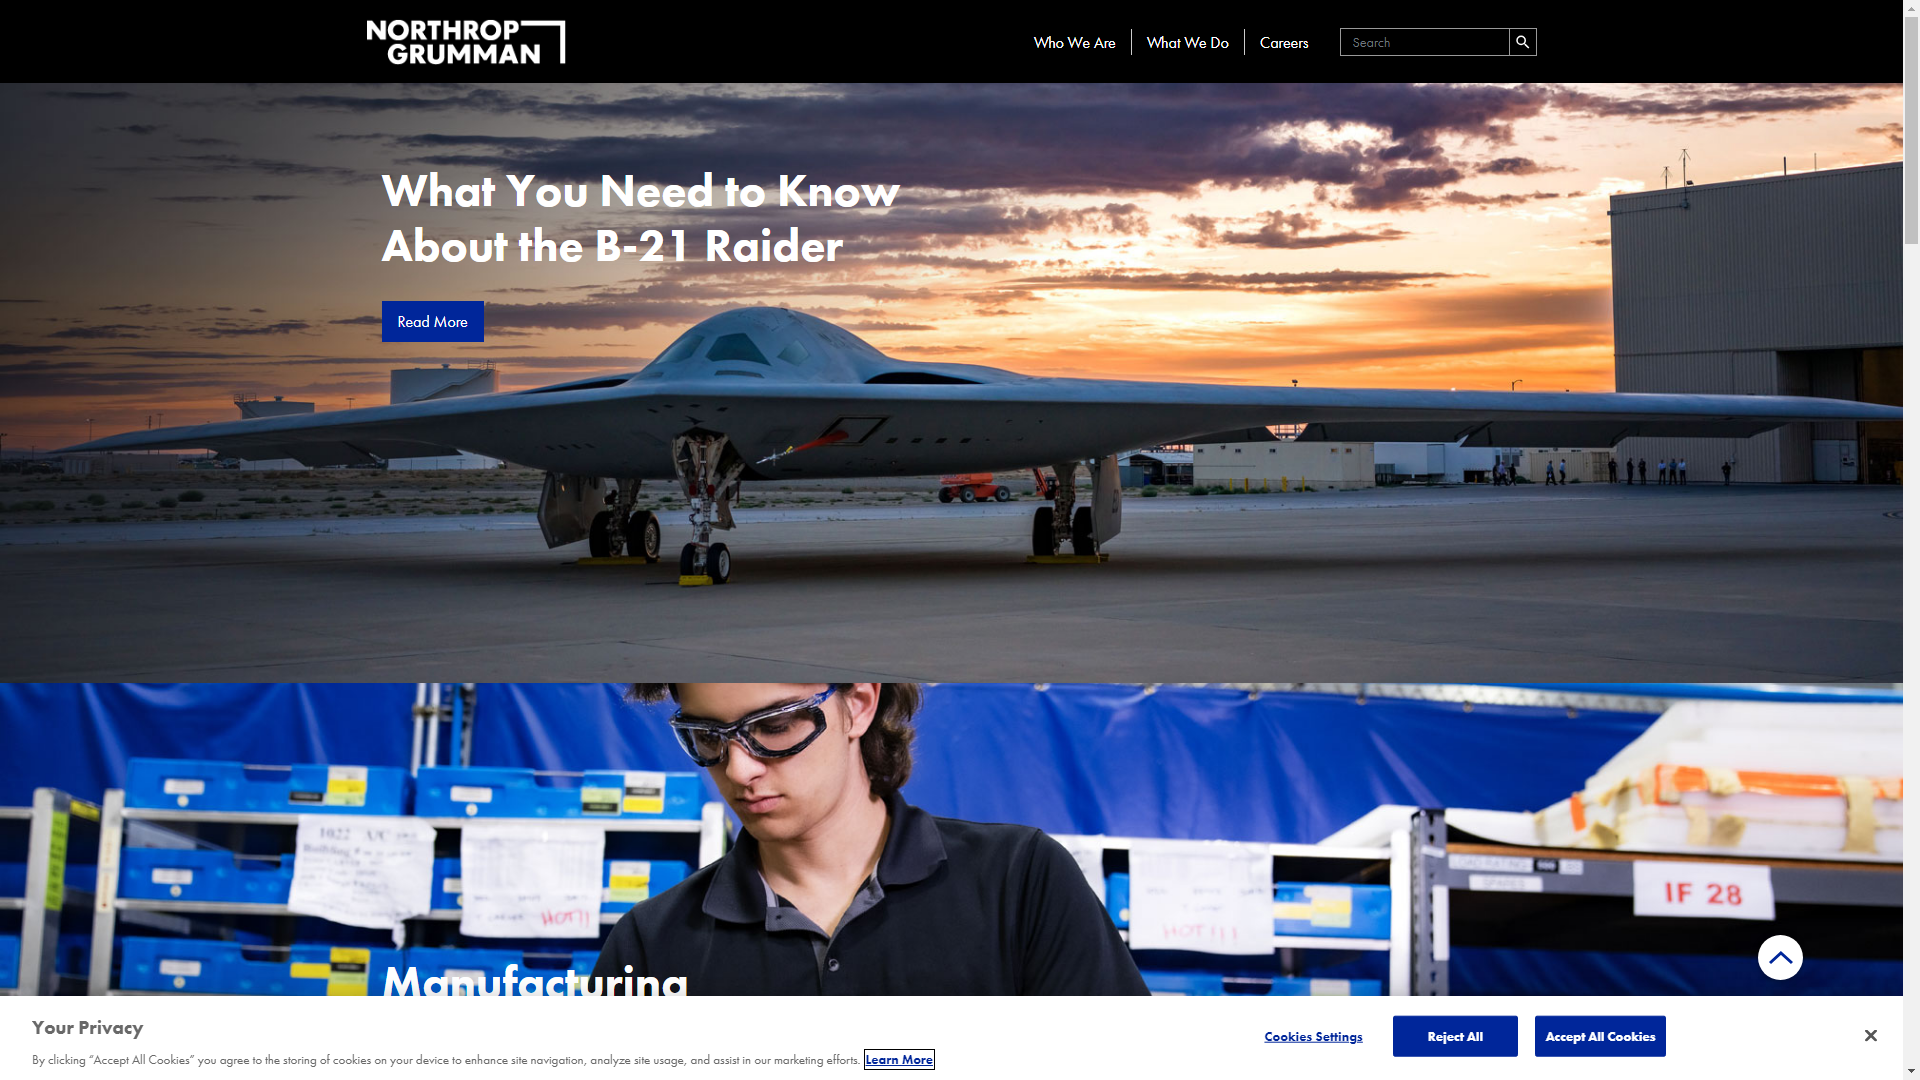 NORTHROP
GRUMMAN
Who We Are
What We Do
Careers
Search
What You Need to Know
About the B-21 Raider
Read More
HOT!!
HOT!!!
IF 28
Manufacturing
Your Privacy
By clicking “Accept All Cookies” you agree to the storing of cookies on your device to enhance site navigation, analyze site usage, and assist in our marketing efforts. Learn More
Cookies Settings
Reject All
Accept All Cookies